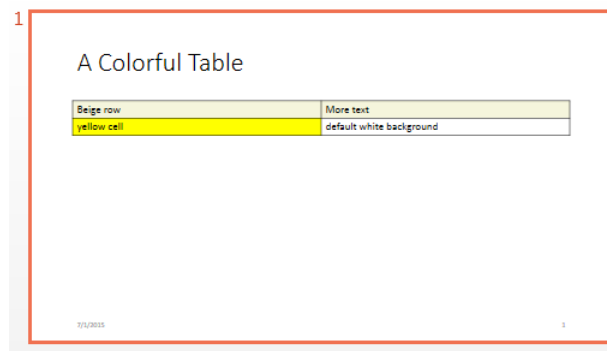 1
A Colorful Table
Beige row More text
yellow cell default white background
7/1/2015 1